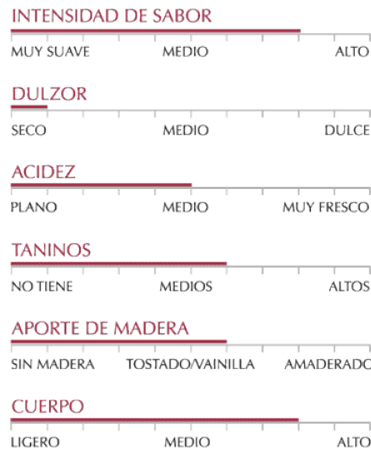 INTENSIDAD DE SABOR
MUY SUAVE MEDIO ALTO
DULZOR
SECO MEDIO DULCE
ACIDEZ
PLANO MEDIO MUY FRESCO
TANINOS
NO TIENE MEDIOS ALTOS
APORTE DE MADERA
SIN MADERA TOSTADO/VAINILLA AMADERADO
CUERPO
LIGERO MEDIO ALTO